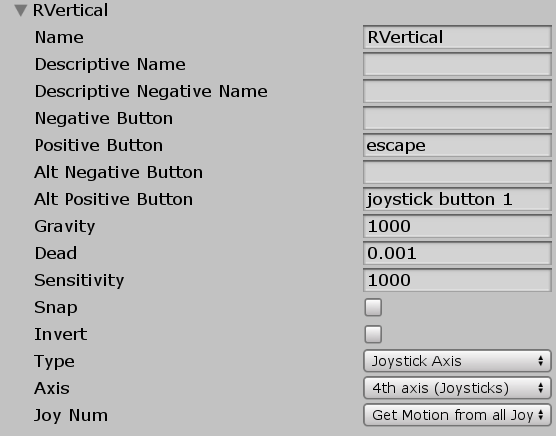 RVertical
Name RVertical
Descriptive Name
Descriptive Negative Name
Negative Button
Positive Button escape
Alt Negative Button
Alt Positive Button joystick button 1
Gravity 1000
Dead 0.001
Sensitivity 1000
Snap
Invert
Type Joystick Axis
Axis 4th axis (Joysticks)
Joy Num Get Motion from all Joy